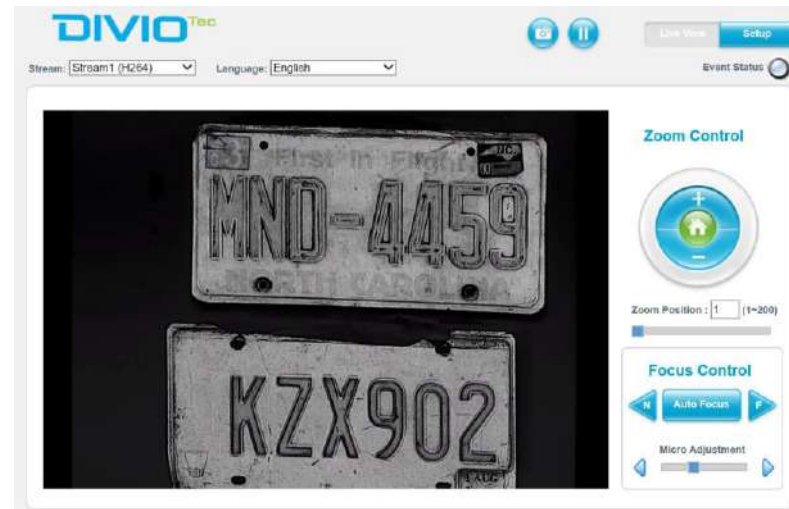 DIVIO Tec
Live View Setup
Stream: Stream1 (H264) Language: English
Event Status
First in Flight
NC
MND-4459
NORTH CAROLINA
KZX902
Zoom Control
+
−
Zoom Position : 1 (1~200)
Focus Control
N Auto Focus F
Micro Adjustment